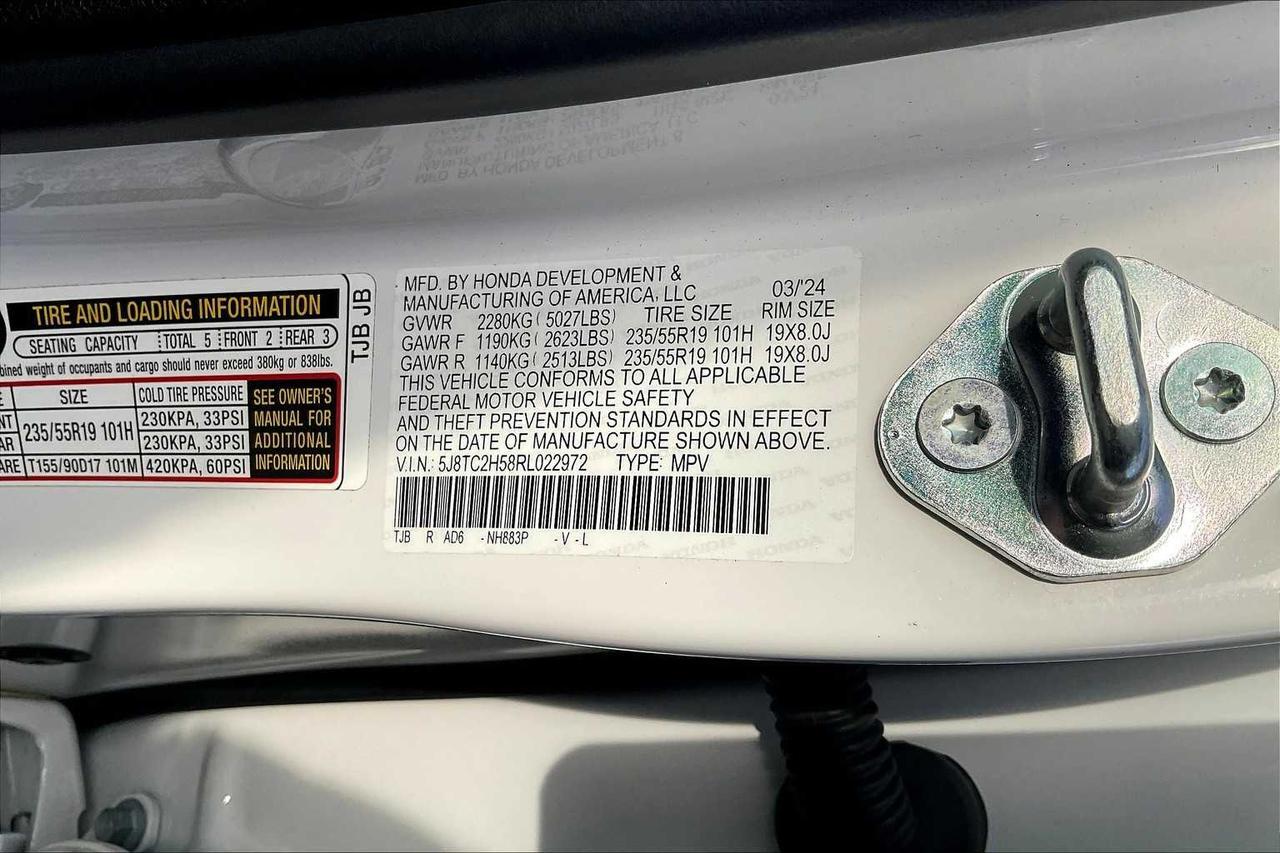 TIRE AND LOADING INFORMATION
SEATING CAPACITY TOTAL 5 FRONT 2 REAR 3
weight of occupants and cargo should never exceed 380kg or 838lbs.
SIZE COLD TIRE PRESSURE
235/55R19 101H 230KPA, 33PSI
230KPA, 33PSI
T155/90D17 101M 420KPA, 60PSI
SEE OWNER'S
MANUAL FOR
ADDITIONAL
INFORMATION
TJB JB
MFD. BY HONDA DEVELOPMENT &
MANUFACTURING OF AMERICA, LLC 03/'24
GVWR 2280KG ( 5027LBS) TIRE SIZE RIM SIZE
GAWR F 1190KG ( 2623LBS) 235/55R19 101H 19X8.0J
GAWR R 1140KG ( 2513LBS) 235/55R19 101H 19X8.0J
THIS VEHICLE CONFORMS TO ALL APPLICABLE
FEDERAL MOTOR VEHICLE SAFETY
AND THEFT PREVENTION STANDARDS IN EFFECT
ON THE DATE OF MANUFACTURE SHOWN ABOVE.
V.I.N.: 5J8TC2H58RL022972 TYPE: MPV
TJB R AD6 - NH883P - V - L